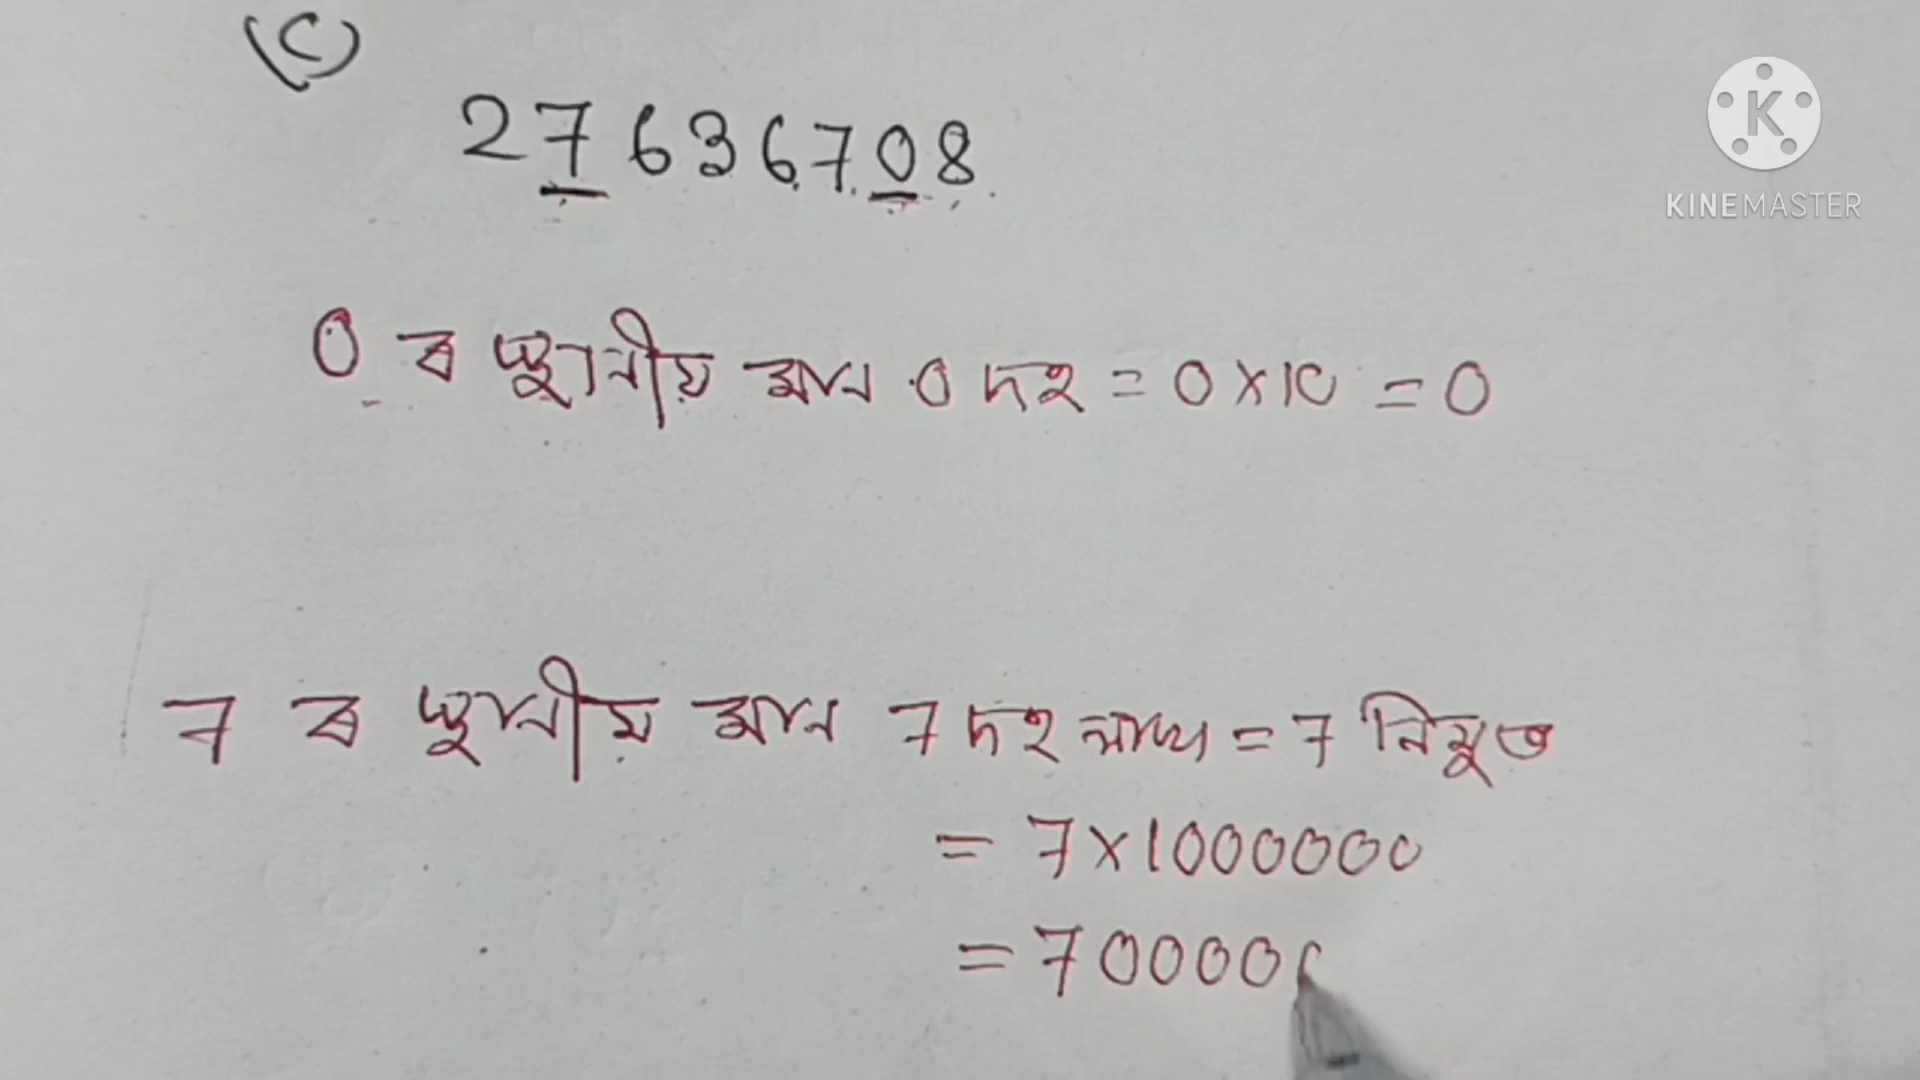 (c)
27636708
0 ৰ স্থানীয় মান 0 দহ = 0 × 10 = 0
7 ৰ স্থানীয় মান 7 দহ লাখ = 7 নিযুত
= 7 × 1000000
= 700000
K
KINEMASTER